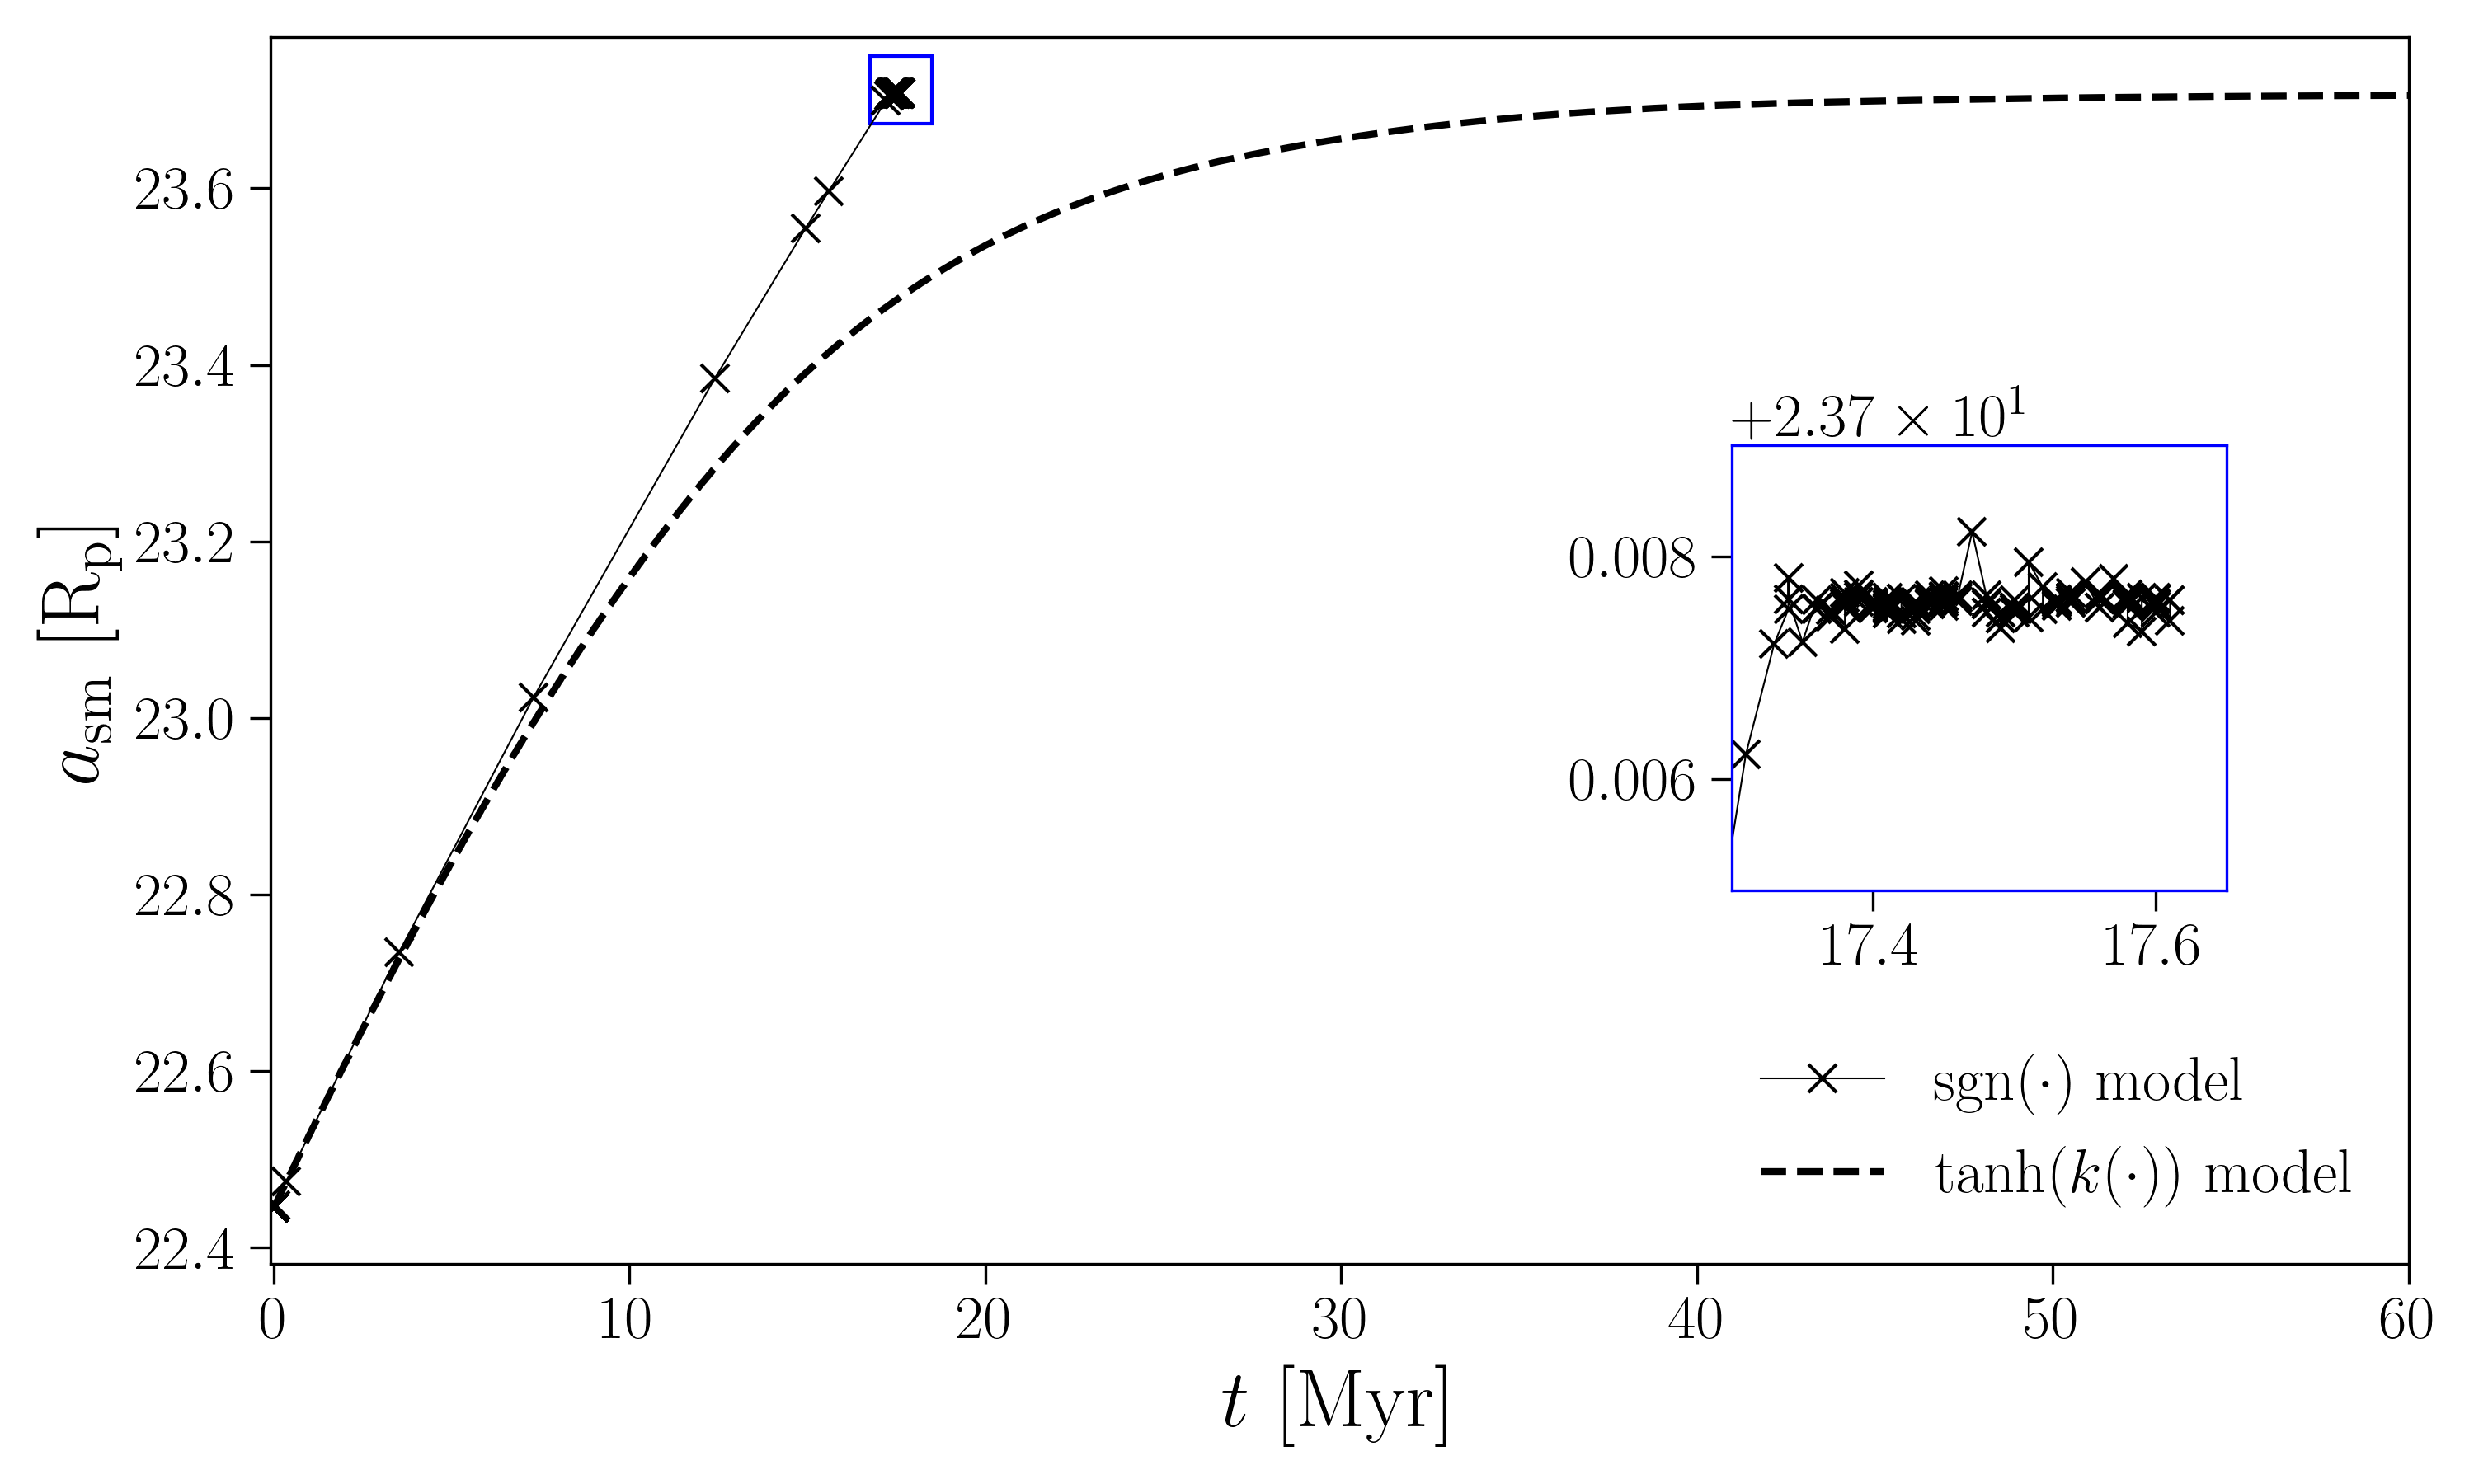 a_sm [R_p]
23.6
23.4
23.2
23.0
22.8
22.6
22.4
0 10 20 30 40 50 60
t [Myr]
+2.37 × 10¹
0.008
0.006
17.4 17.6
sgn(·) model
tanh(k(·)) model